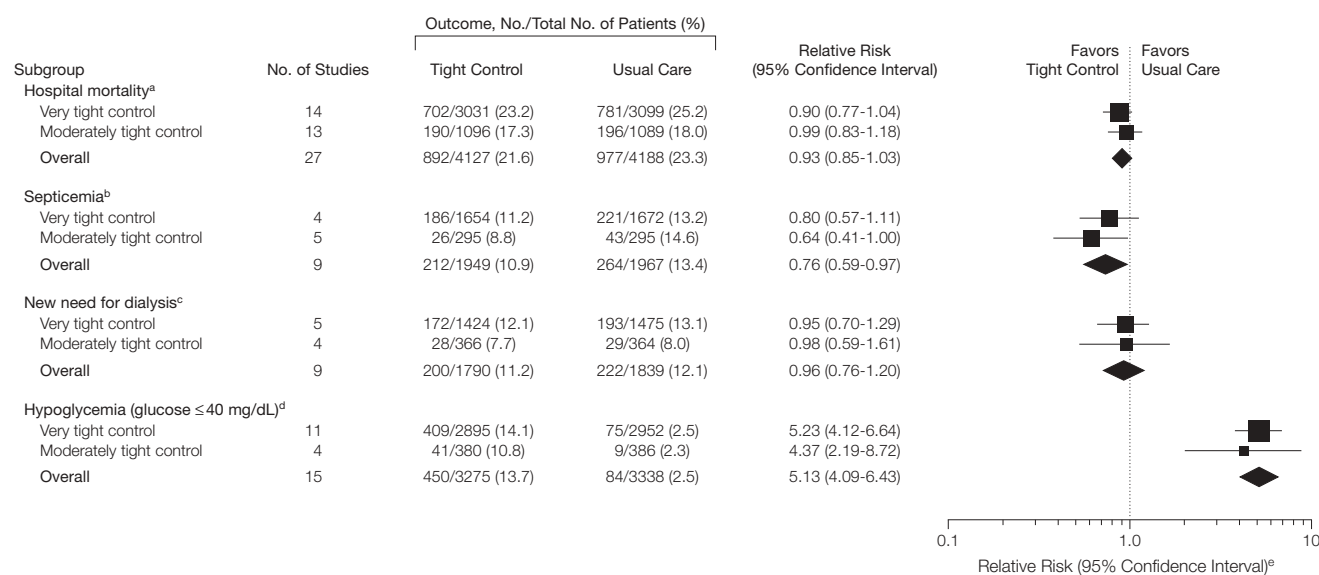 Outcome, No./Total No. of Patients (%)
Subgroup No. of Studies Tight Control Usual Care Relative Risk (95% Confidence Interval) Favors Tight Control Favors Usual Care
Hospital mortalityᵃ
Very tight control 14 702/3031 (23.2) 781/3099 (25.2) 0.90 (0.77-1.04)
Moderately tight control 13 190/1096 (17.3) 196/1089 (18.0) 0.99 (0.83-1.18)
Overall 27 892/4127 (21.6) 977/4188 (23.3) 0.93 (0.85-1.03)
Septicemiaᵇ
Very tight control 4 186/1654 (11.2) 221/1672 (13.2) 0.80 (0.57-1.11)
Moderately tight control 5 26/295 (8.8) 43/295 (14.6) 0.64 (0.41-1.00)
Overall 9 212/1949 (10.9) 264/1967 (13.4) 0.76 (0.59-0.97)
New need for dialysisᶜ
Very tight control 5 172/1424 (12.1) 193/1475 (13.1) 0.95 (0.70-1.29)
Moderately tight control 4 28/366 (7.7) 29/364 (8.0) 0.98 (0.59-1.61)
Overall 9 200/1790 (11.2) 222/1839 (12.1) 0.96 (0.76-1.20)
Hypoglycemia (glucose ≤40 mg/dL)ᵈ
Very tight control 11 409/2895 (14.1) 75/2952 (2.5) 5.23 (4.12-6.64)
Moderately tight control 4 41/380 (10.8) 9/386 (2.3) 4.37 (2.19-8.72)
Overall 15 450/3275 (13.7) 84/3338 (2.5) 5.13 (4.09-6.43)
0.1 1.0 10
Relative Risk (95% Confidence Interval)ᵉ